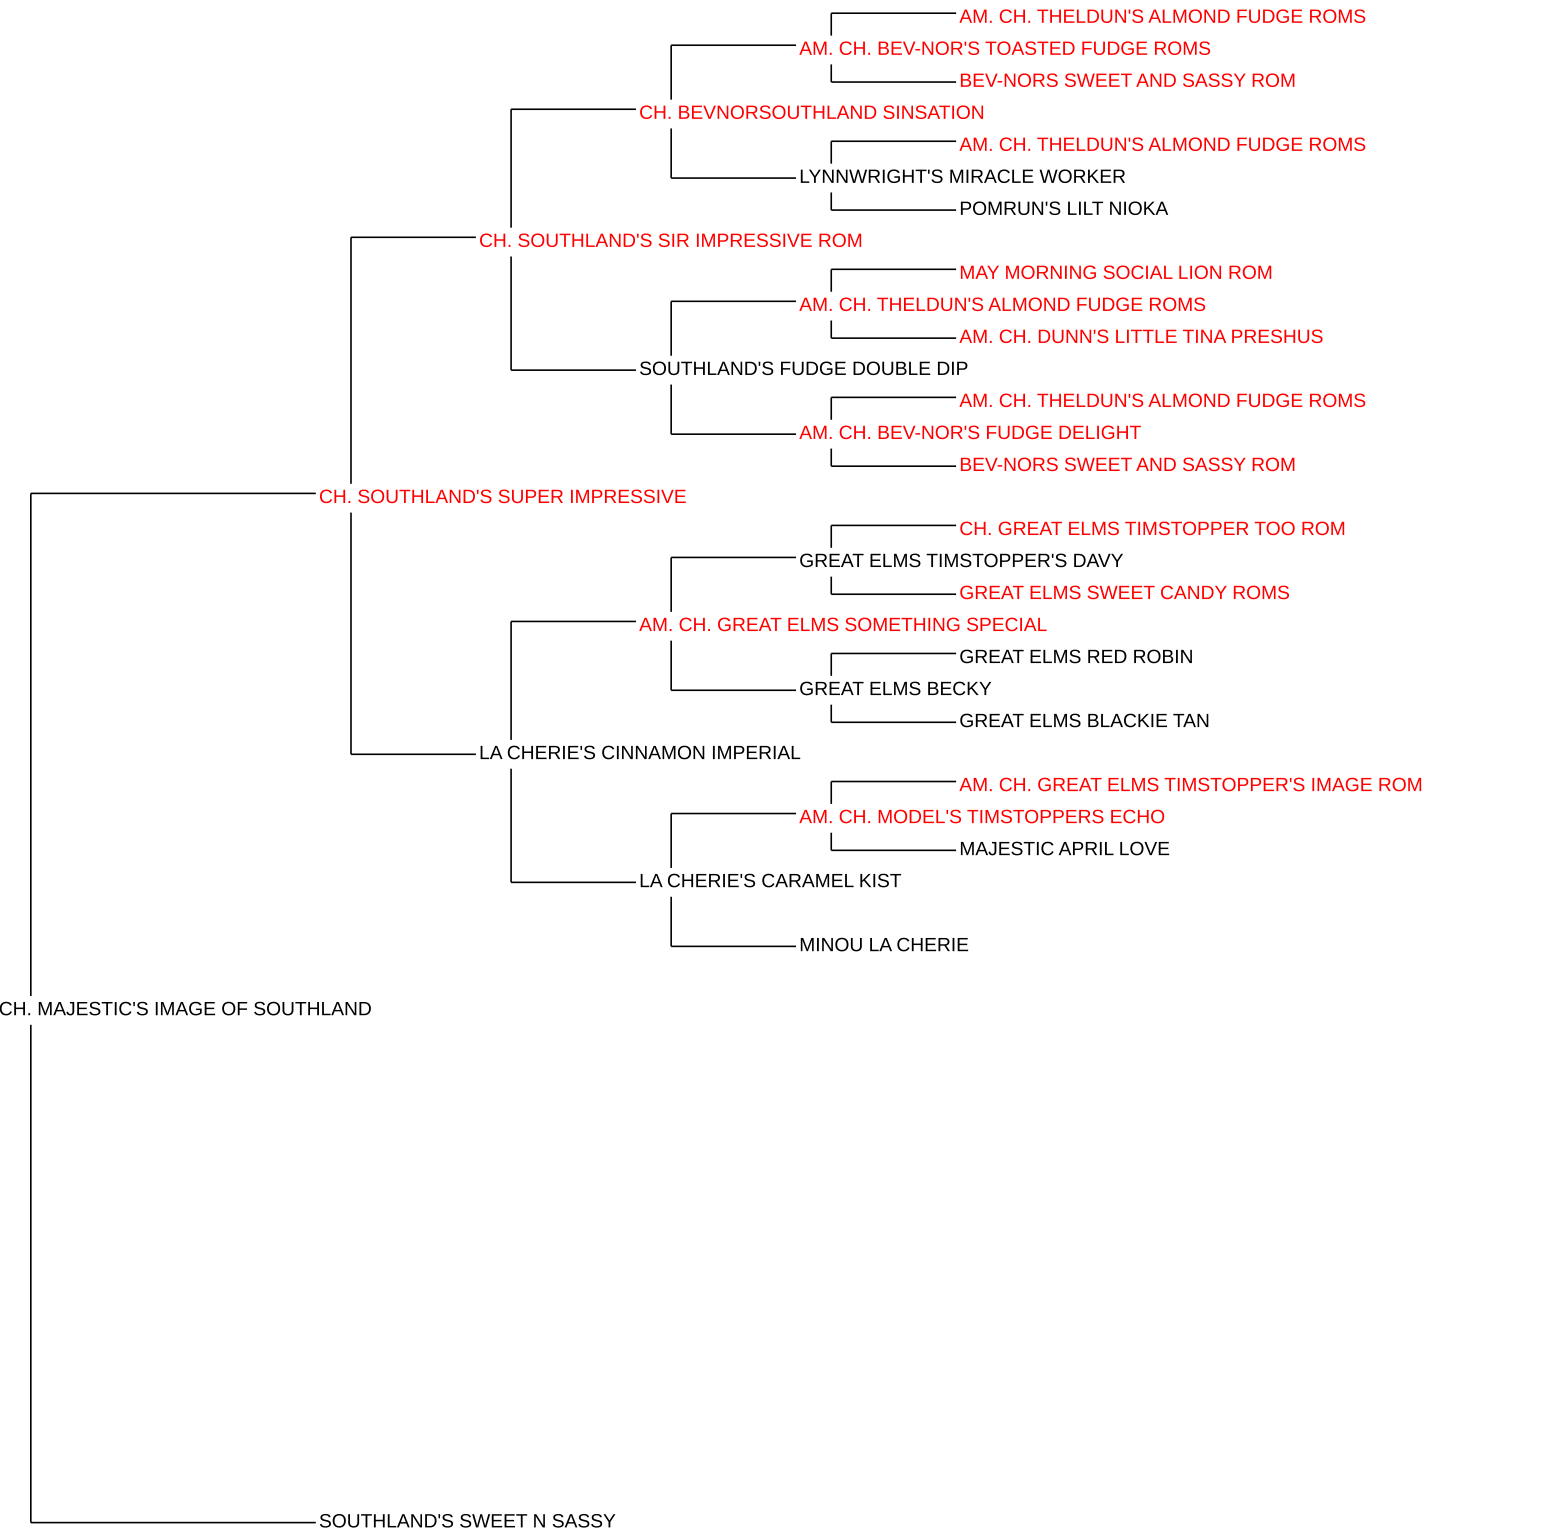 AM. CH. THELDUN'S ALMOND FUDGE ROMS
AM. CH. BEV-NOR'S TOASTED FUDGE ROMS
BEV-NORS SWEET AND SASSY ROM
CH. BEVNORSOUTHLAND SINSATION
AM. CH. THELDUN'S ALMOND FUDGE ROMS
LYNNWRIGHT'S MIRACLE WORKER
POMRUN'S LILT NIOKA
CH. SOUTHLAND'S SIR IMPRESSIVE ROM
MAY MORNING SOCIAL LION ROM
AM. CH. THELDUN'S ALMOND FUDGE ROMS
AM. CH. DUNN'S LITTLE TINA PRESHUS
SOUTHLAND'S FUDGE DOUBLE DIP
AM. CH. THELDUN'S ALMOND FUDGE ROMS
AM. CH. BEV-NOR'S FUDGE DELIGHT
BEV-NORS SWEET AND SASSY ROM
CH. SOUTHLAND'S SUPER IMPRESSIVE
CH. GREAT ELMS TIMSTOPPER TOO ROM
GREAT ELMS TIMSTOPPER'S DAVY
GREAT ELMS SWEET CANDY ROMS
AM. CH. GREAT ELMS SOMETHING SPECIAL
GREAT ELMS RED ROBIN
GREAT ELMS BECKY
GREAT ELMS BLACKIE TAN
LA CHERIE'S CINNAMON IMPERIAL
AM. CH. GREAT ELMS TIMSTOPPER'S IMAGE ROM
AM. CH. MODEL'S TIMSTOPPERS ECHO
MAJESTIC APRIL LOVE
LA CHERIE'S CARAMEL KIST
MINOU LA CHERIE
CH. MAJESTIC'S IMAGE OF SOUTHLAND
SOUTHLAND'S SWEET N SASSY